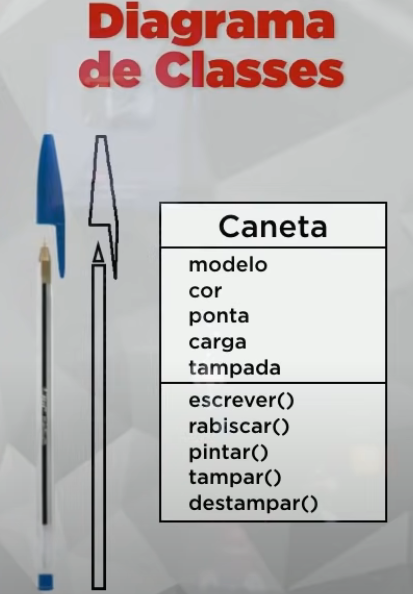 Diagrama
de Classes
Caneta
modelo
cor
ponta
carga
tampada
escrever()
rabiscar()
pintar()
tampar()
destampar()